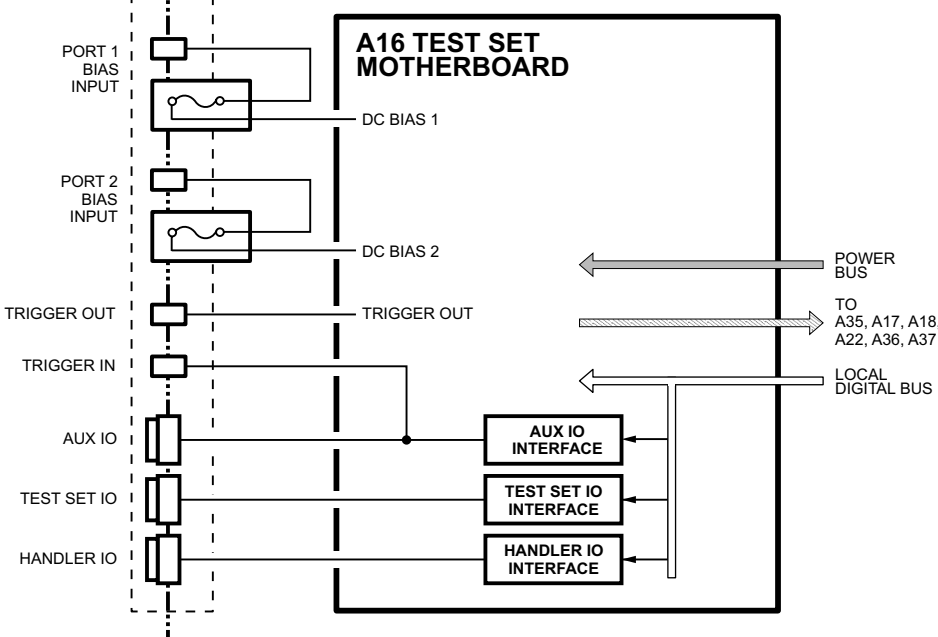 A16 TEST SET
MOTHERBOARD
PORT 1
BIAS
INPUT
DC BIAS 1
PORT 2
BIAS
INPUT
DC BIAS 2
POWER
BUS
TRIGGER OUT
TRIGGER OUT
TO
A35, A17, A18,
A22, A36, A37
TRIGGER IN
LOCAL
DIGITAL BUS
AUX IO
AUX IO
INTERFACE
TEST SET IO
TEST SET IO
INTERFACE
HANDLER IO
HANDLER IO
INTERFACE